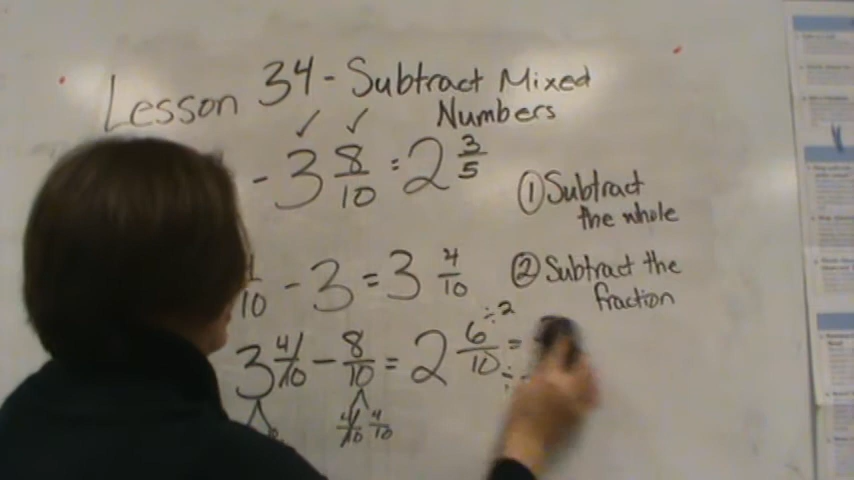 Lesson 34 - Subtract Mixed
Numbers
✓ ✓
- 3 8/10 = 2 3/5
① Subtract
the whole
/10 - 3 = 3 4/10
② Subtract the
fraction
3 4/10 - 8/10 = 2 6/10 ÷2 =
÷
4/10 4/10